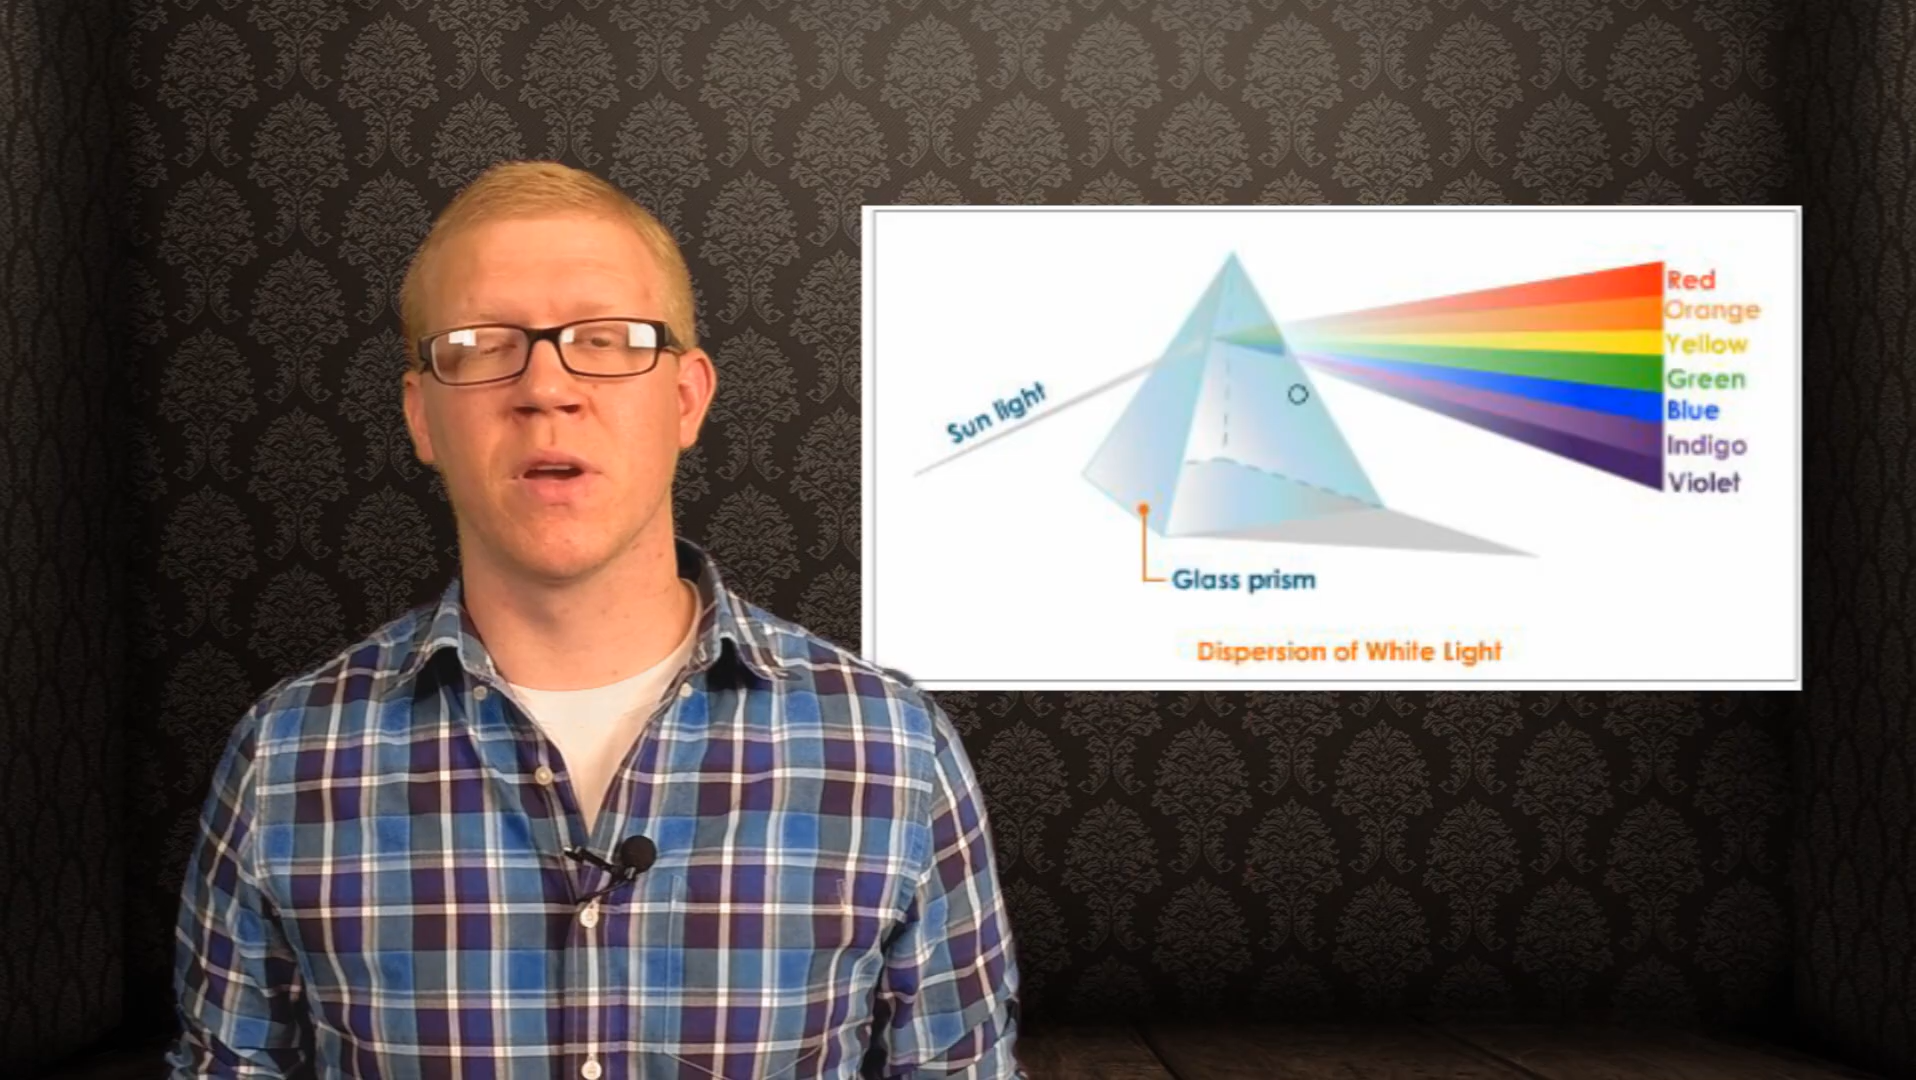 Sun light
Red
Orange
Yellow
Green
Blue
Indigo
Violet
Glass prism
Dispersion of White Light